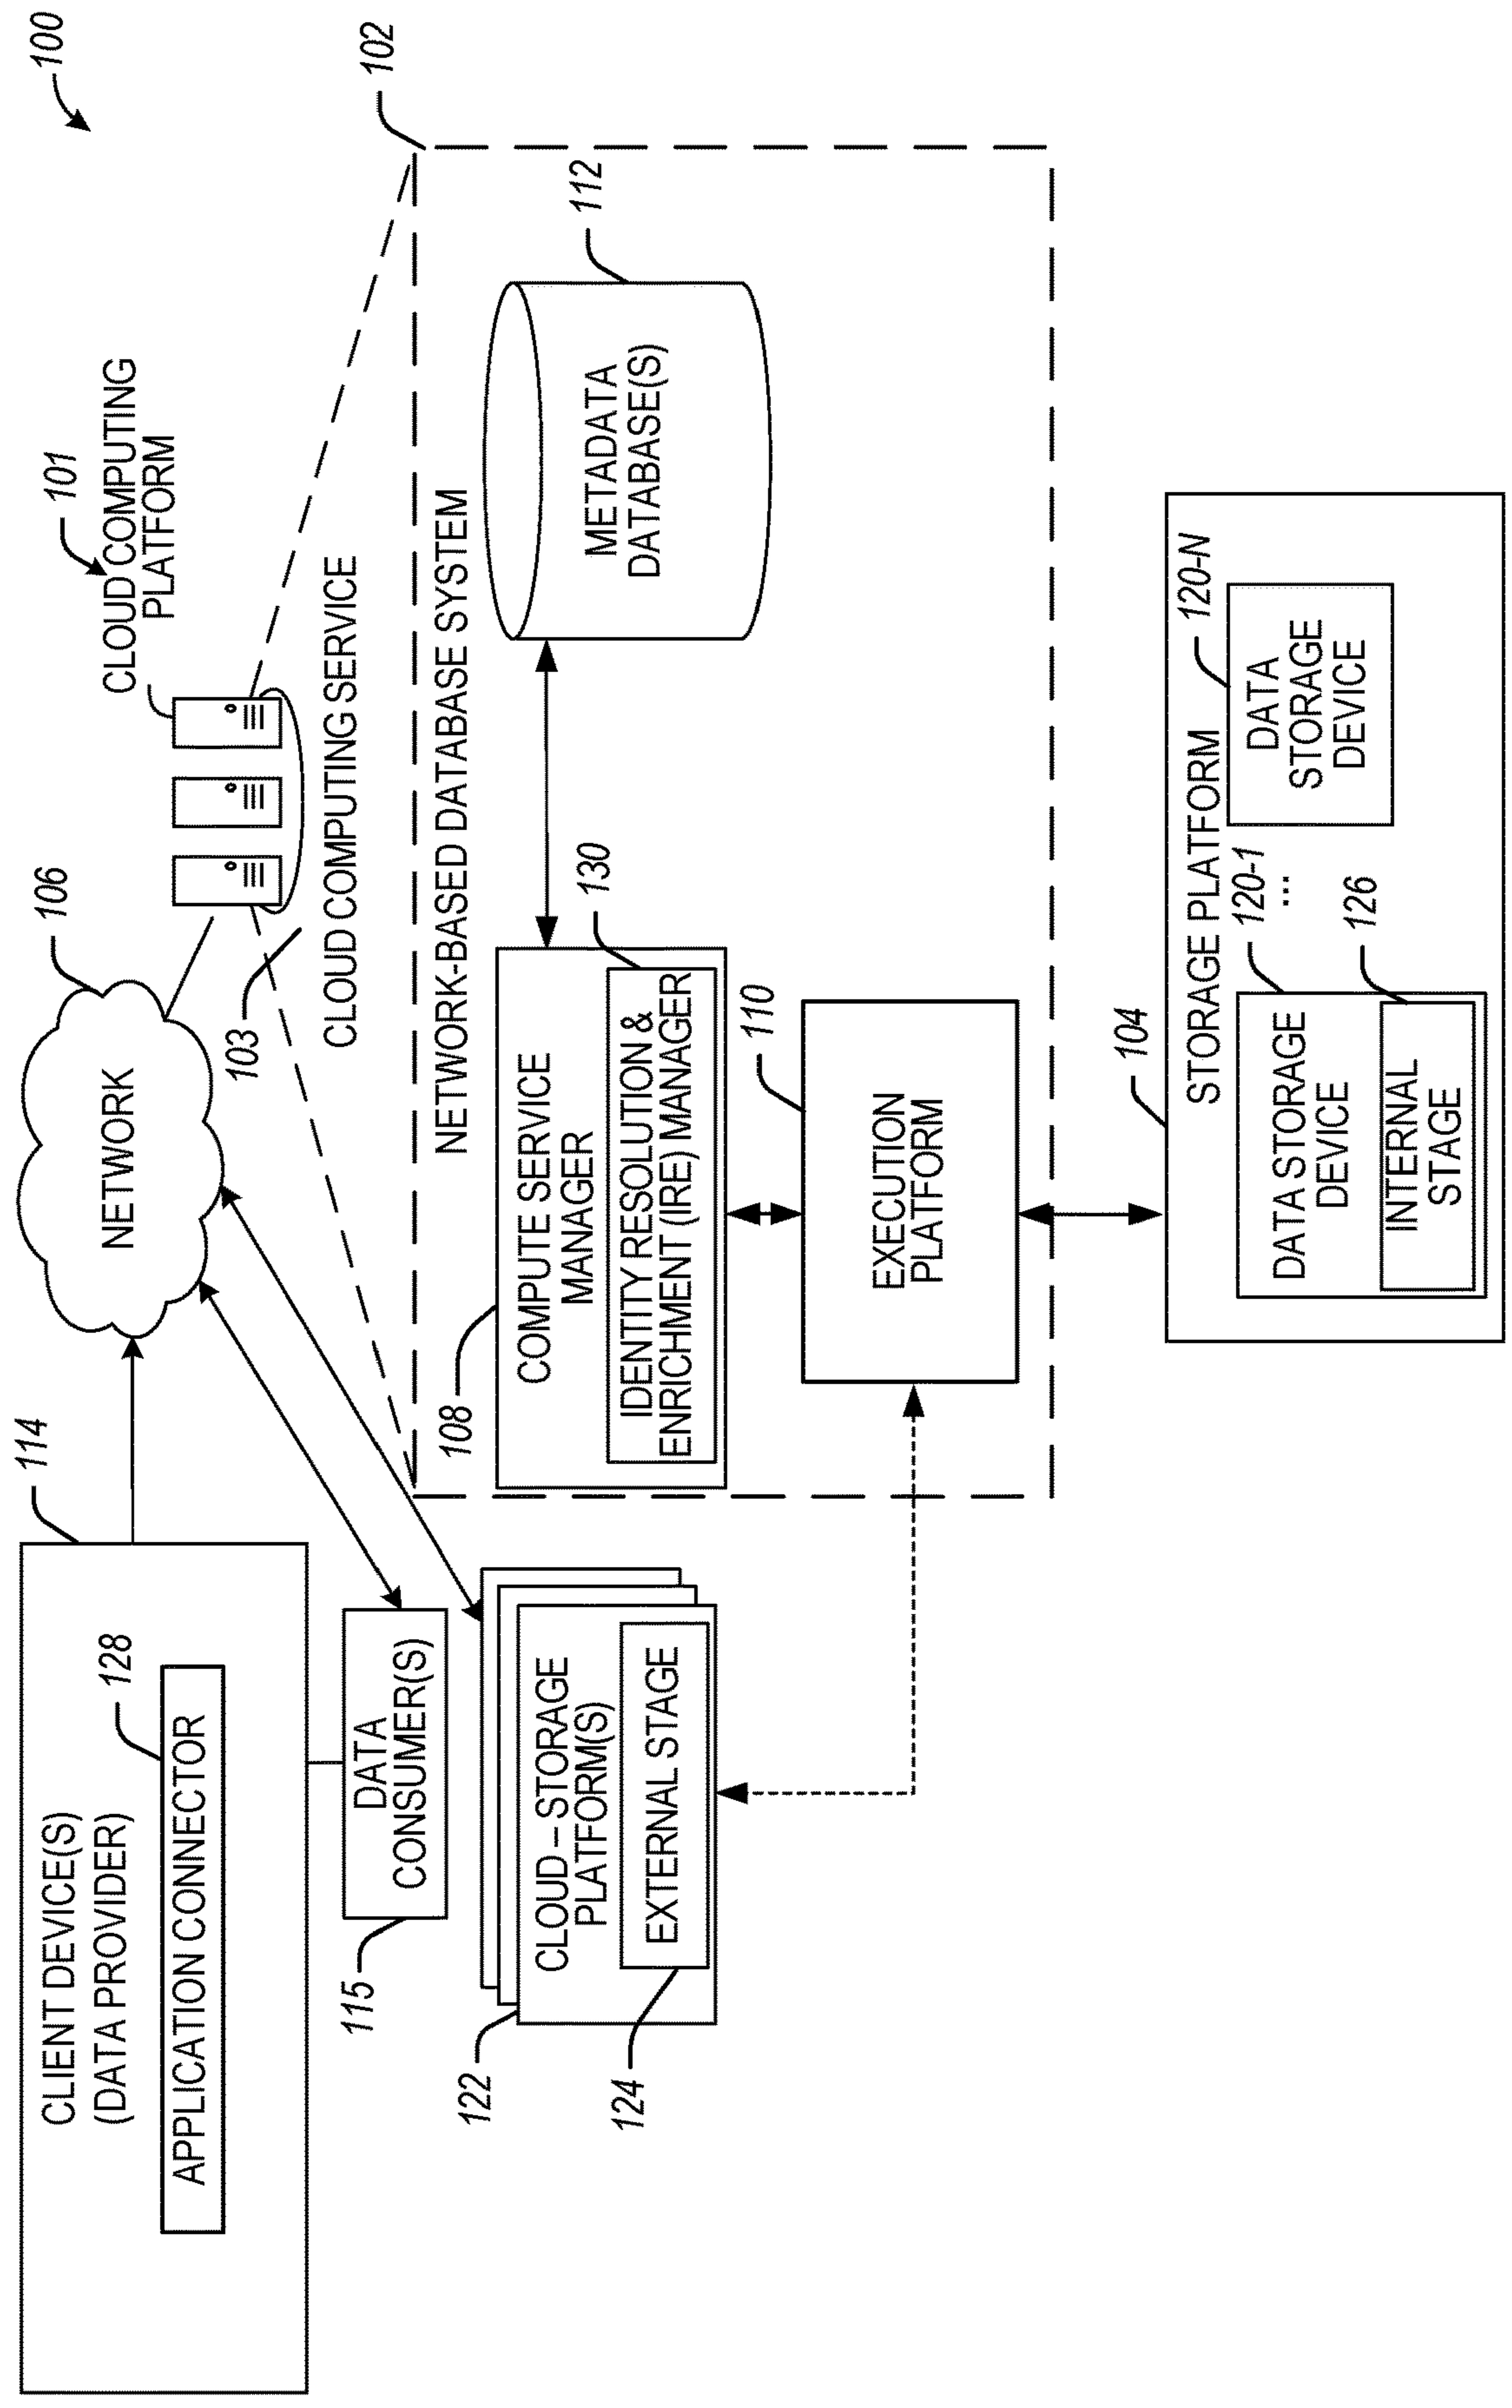 100
114
CLIENT DEVICE(S)
(DATA PROVIDER)
128
APPLICATION CONNECTOR
106
NETWORK
101
CLOUD COMPUTING
PLATFORM
103
CLOUD COMPUTING SERVICE
102
115
DATA
CONSUMER(S)
122
CLOUD – STORAGE
PLATFORM(S)
124
EXTERNAL STAGE
NETWORK-BASED DATABASE SYSTEM
108
COMPUTE SERVICE
MANAGER
130
IDENTITY RESOLUTION &
ENRICHMENT (IRE) MANAGER
112
METADATA
DATABASE(S)
110
EXECUTION
PLATFORM
104
STORAGE PLATFORM
120-1
DATA STORAGE
DEVICE
126
INTERNAL
STAGE
...
120-N
DATA
STORAGE
DEVICE